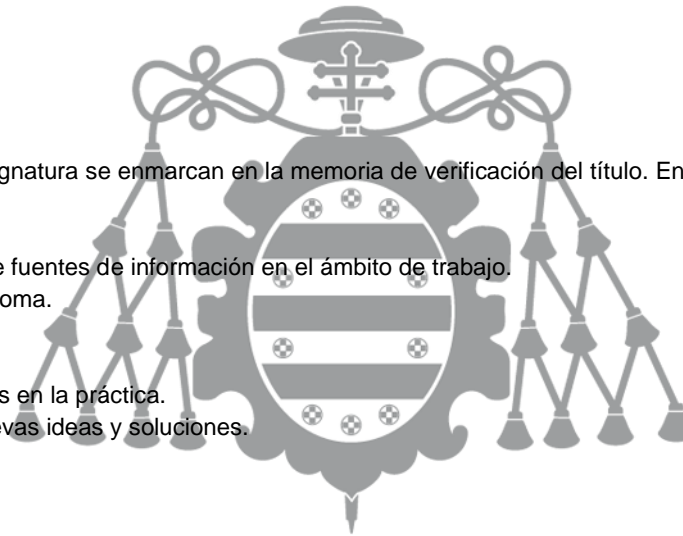 gnatura se enmarcan en la memoria de verificación del título. En
e fuentes de información en el ámbito de trabajo.
oma.
s en la práctica.
evas ideas y soluciones.